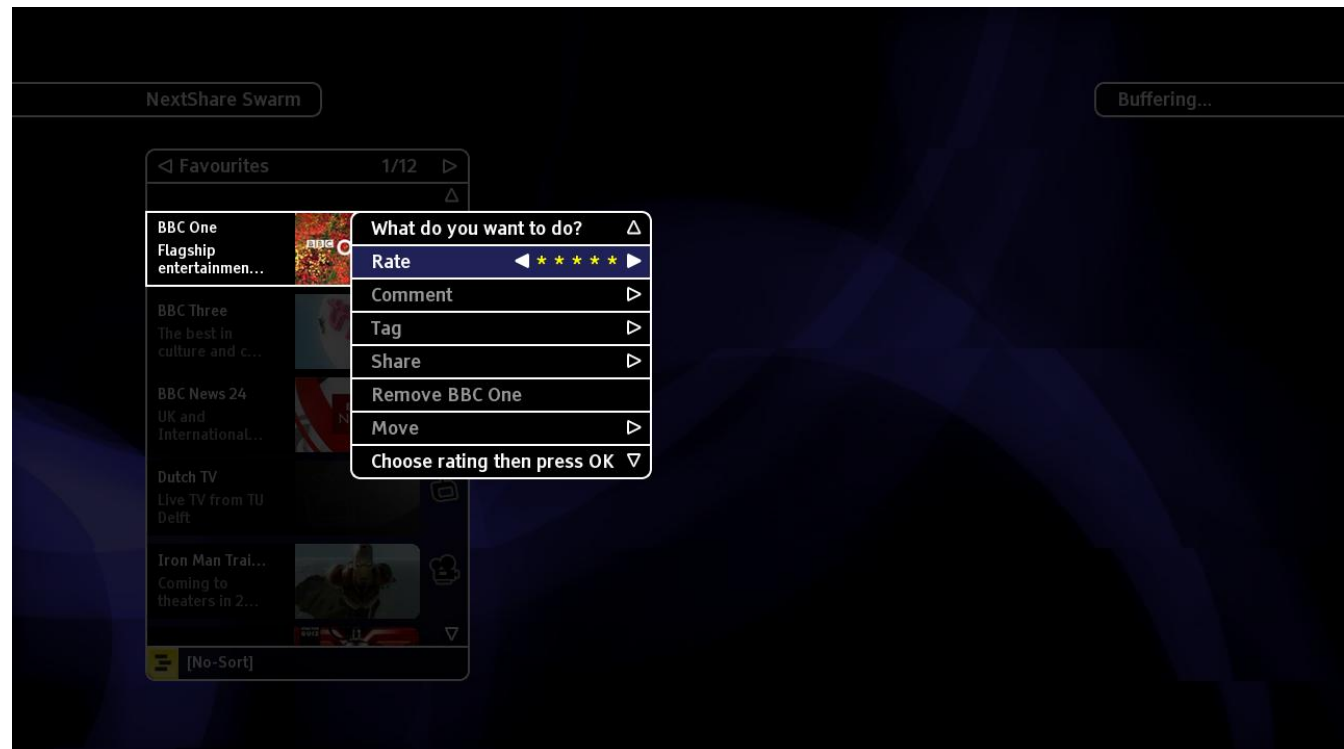 NextShare Swarm
Buffering...
Favourites 1/12
BBC One
Flagship
entertainmen...
BBC
What do you want to do?
Rate * * * * *
Comment
Tag
Share
Remove BBC One
Move
Choose rating then press OK
BBC Three
The best in
culture and c...
BBC News 24
UK and
International...
Dutch TV
Live TV from TU
Delft
Iron Man Trai...
Coming to
theaters in 2...
[No-Sort]